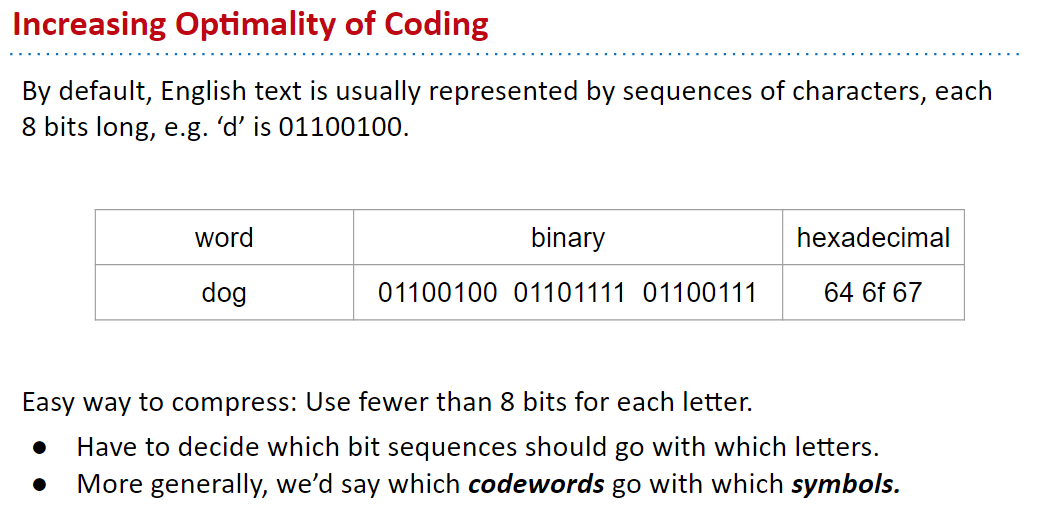 Increasing Optimality of Coding
By default, English text is usually represented by sequences of characters, each
8 bits long, e.g. ‘d’ is 01100100.
word binary hexadecimal
dog 01100100 01101111 01100111 64 6f 67
Easy way to compress: Use fewer than 8 bits for each letter.
● Have to decide which bit sequences should go with which letters.
● More generally, we’d say which codewords go with which symbols.